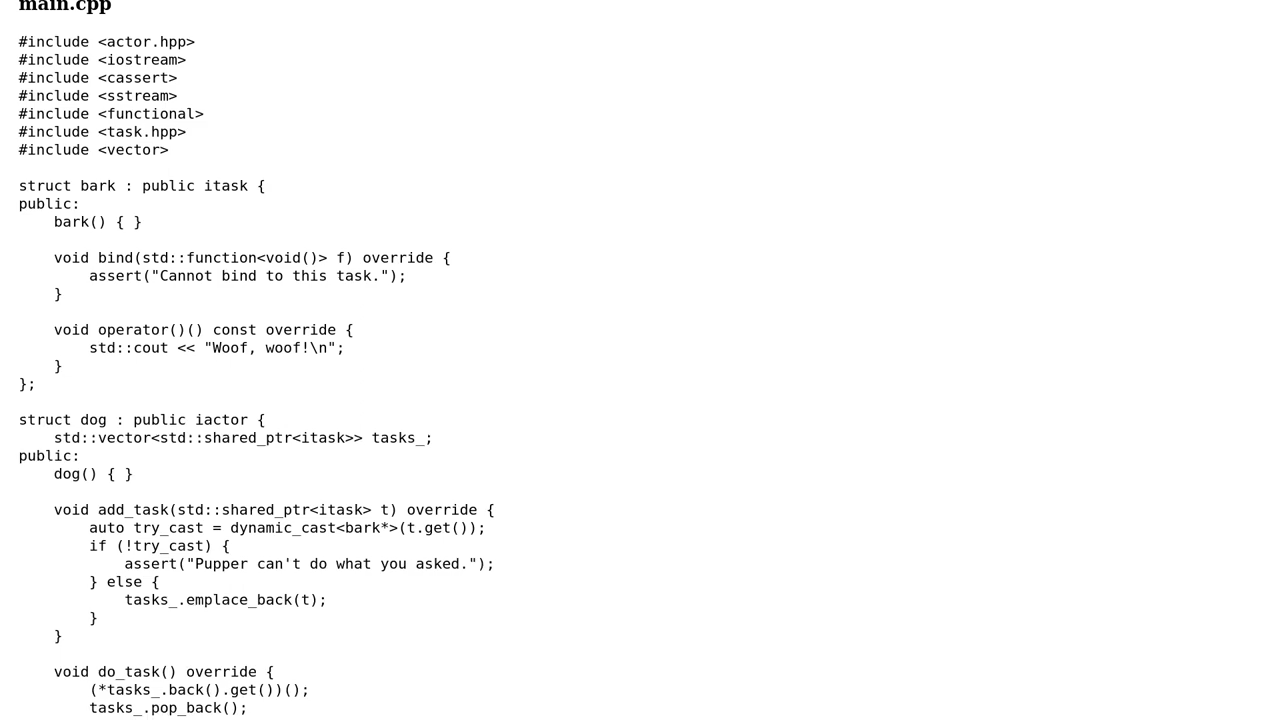 main.cpp
#include <actor.hpp>
#include <iostream>
#include <cassert>
#include <sstream>
#include <functional>
#include <task.hpp>
#include <vector>
struct bark : public itask {
public:
    bark() { }
    void bind(std::function<void()> f) override {
        assert("Cannot bind to this task.");
    }
    void operator()() const override {
        std::cout << "Woof, woof!\n";
    }
};
struct dog : public iactor {
    std::vector<std::shared_ptr<itask>> tasks_;
public:
    dog() { }
    void add_task(std::shared_ptr<itask> t) override {
        auto try_cast = dynamic_cast<bark*>(t.get());
        if (!try_cast) {
            assert("Pupper can't do what you asked.");
        } else {
            tasks_.emplace_back(t);
        }
    }
    void do_task() override {
        (*tasks_.back().get())();
        tasks_.pop_back();